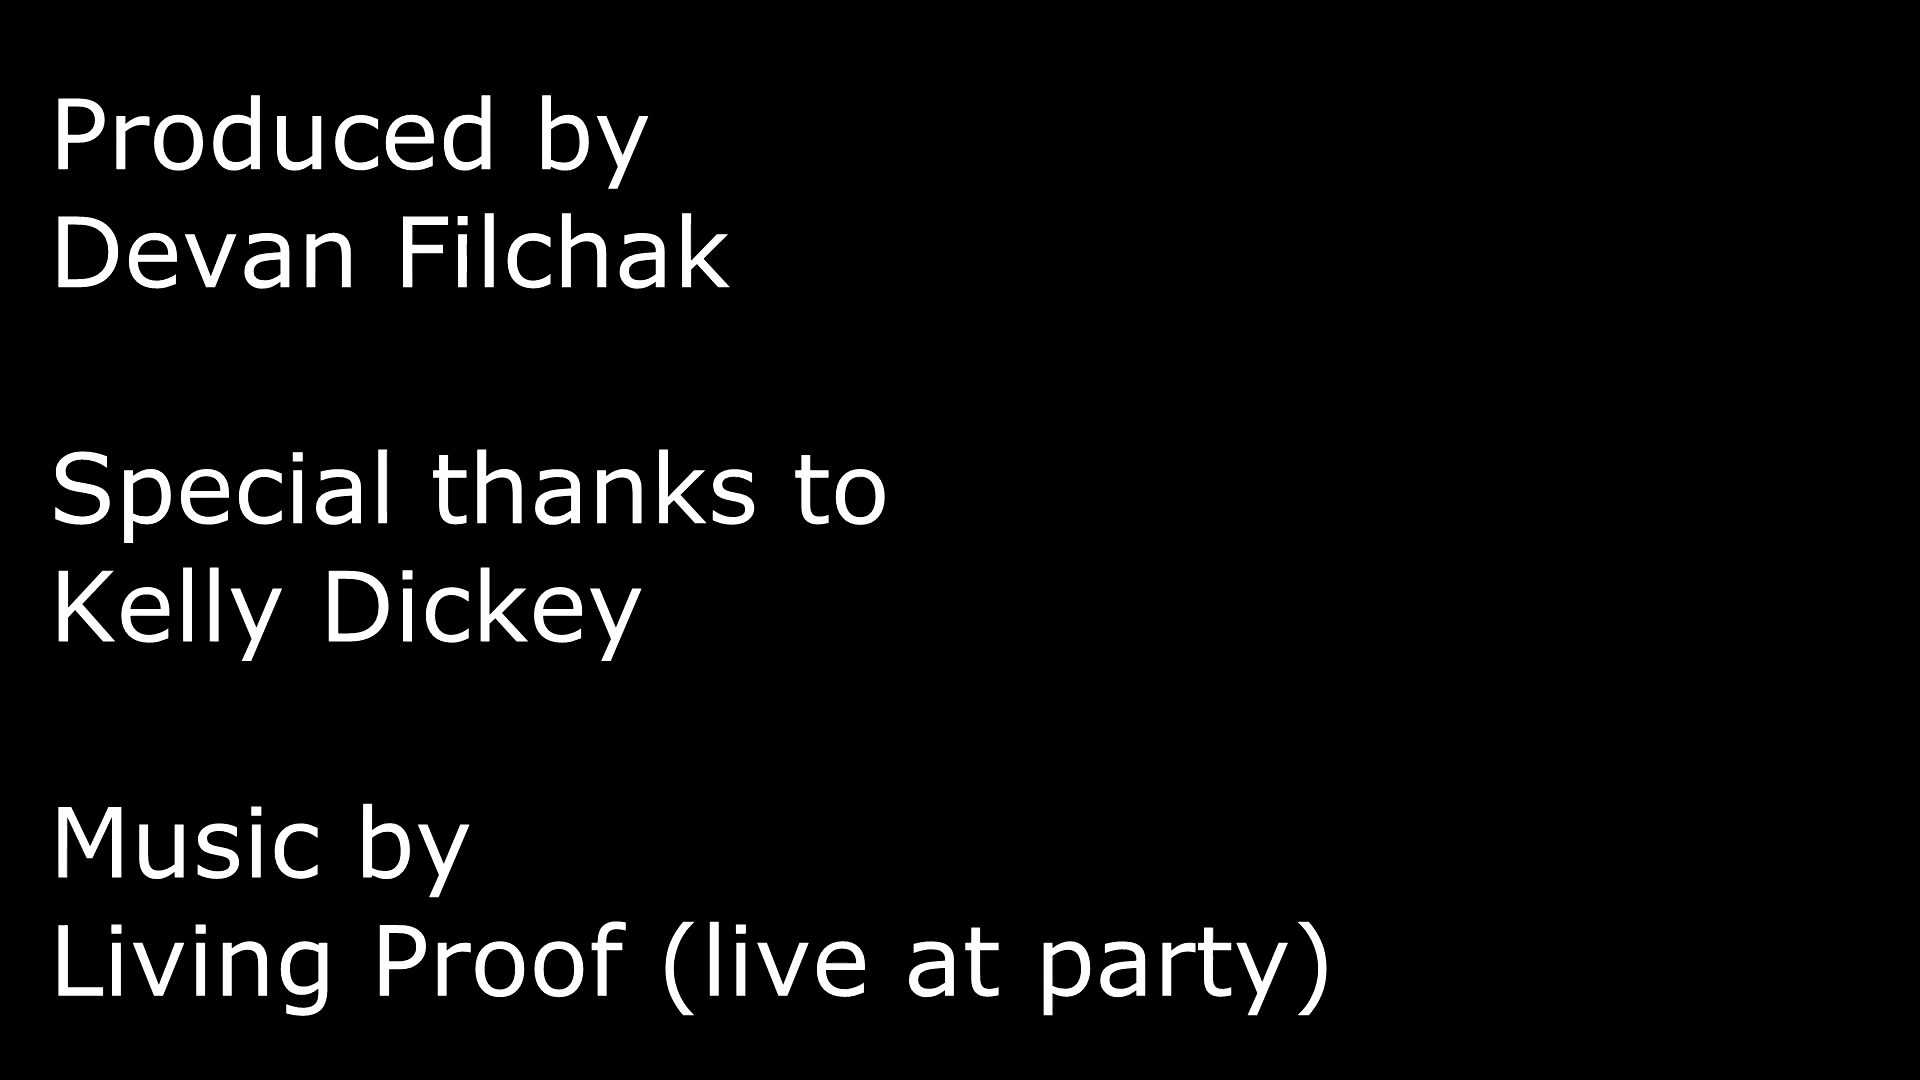 Produced by
Devan Filchak
Special thanks to
Kelly Dickey
Music by
Living Proof (live at party)